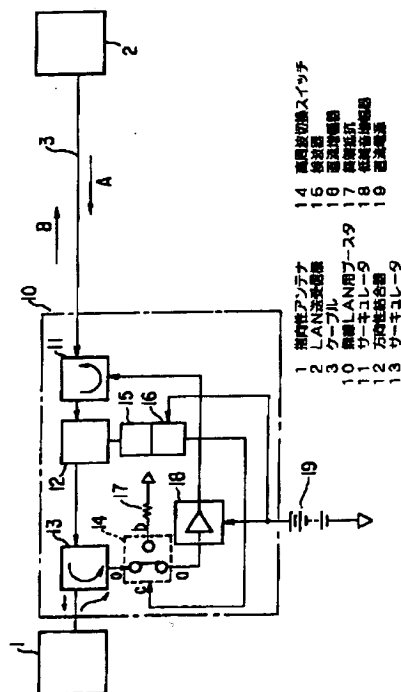 1
2
3
A
B
10
11
12
13
14
15
16
17
18
19
a
b
c
1 指向性アンテナ
2 LAN送受信機
3 ケーブル
10 無線LAN用ブースタ
11 サーキュレータ
12 方向性結合器
13 サーキュレータ
14 高周波切換スイッチ
15 検波器
16 直流増幅器
17 終端抵抗
18 低雑音増幅器
19 直流電源